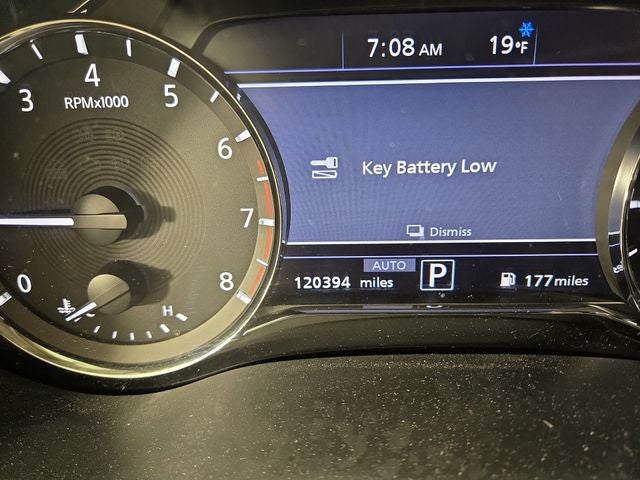 7:08 AM 19°F
4
3 5
RPMx1000
6
Key Battery Low
7
Dismiss
AUTO
0 8
120394 miles P 177 miles
C H